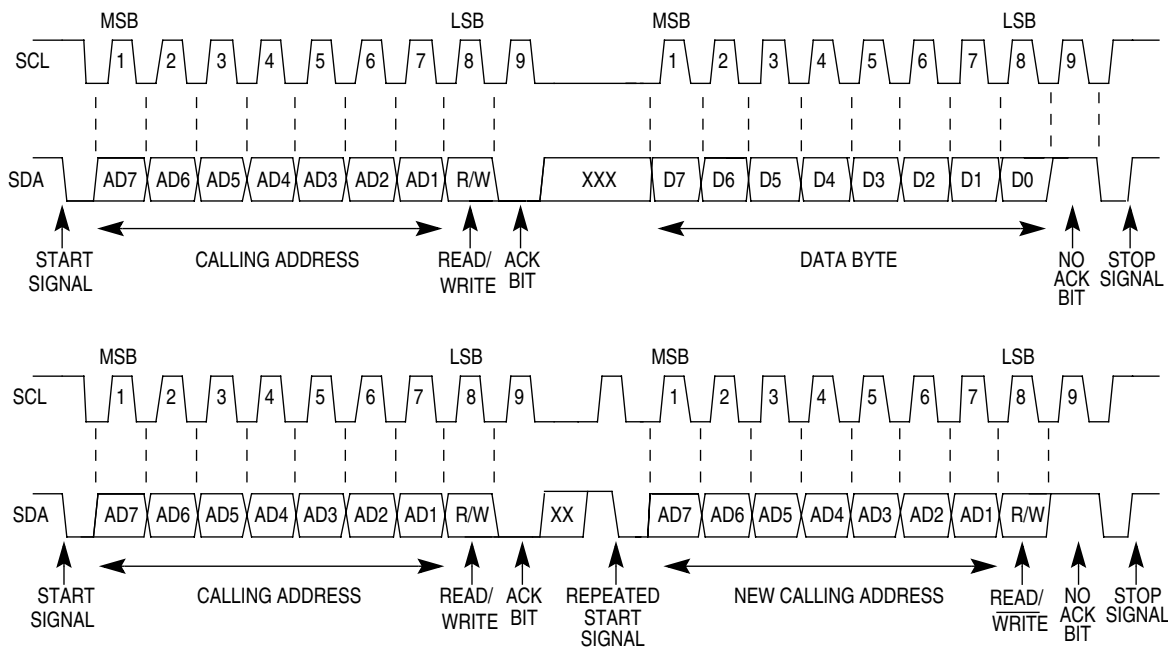 MSB LSB MSB LSB
SCL 1 2 3 4 5 6 7 8 9 1 2 3 4 5 6 7 8 9
SDA AD7 AD6 AD5 AD4 AD3 AD2 AD1 R/W XXX D7 D6 D5 D4 D3 D2 D1 D0
START SIGNAL
CALLING ADDRESS
READ/
WRITE
ACK
BIT
DATA BYTE
NO
ACK
BIT
STOP
SIGNAL
MSB LSB MSB LSB
SCL 1 2 3 4 5 6 7 8 9 1 2 3 4 5 6 7 8 9
SDA AD7 AD6 AD5 AD4 AD3 AD2 AD1 R/W XX AD7 AD6 AD5 AD4 AD3 AD2 AD1 R/W
START
SIGNAL
CALLING ADDRESS
READ/
WRITE
ACK
BIT
REPEATED
START
SIGNAL
NEW CALLING ADDRESS
READ/
WRITE
NO
ACK
BIT
STOP
SIGNAL